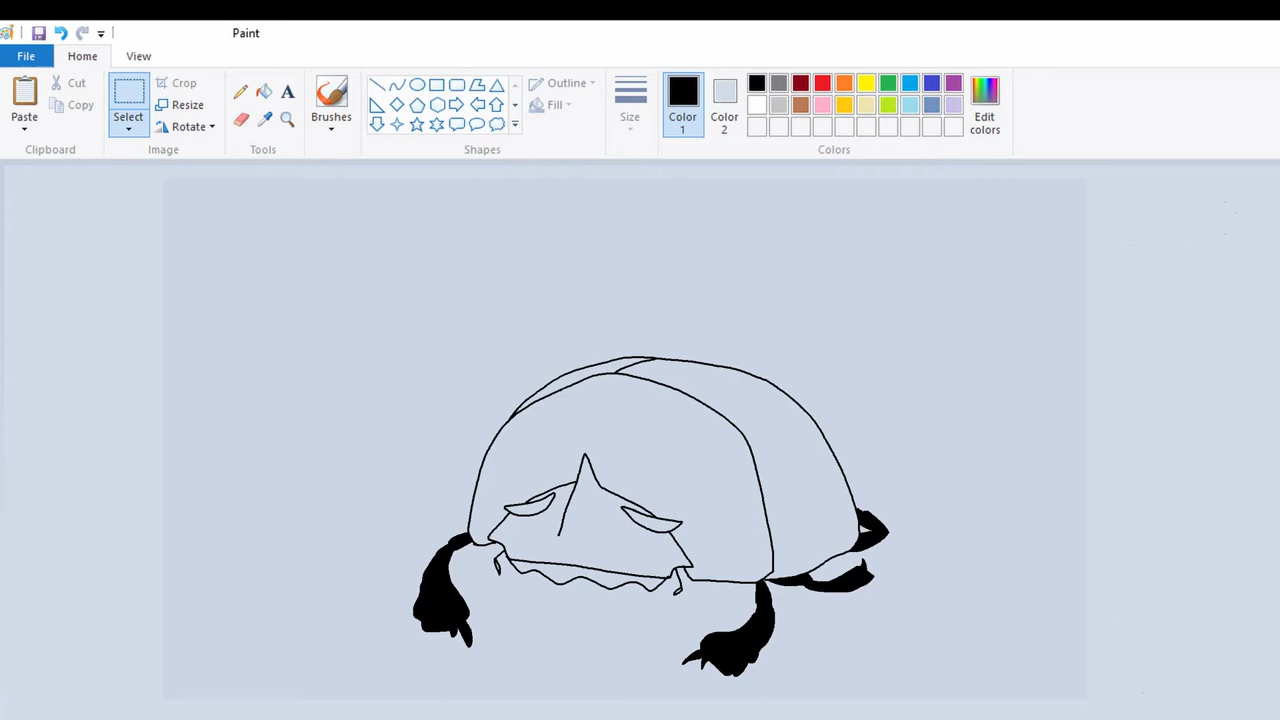 Paint
File Home View
Paste
Cut
Copy
Clipboard
Select
Crop
Resize
Rotate
Image
A
Tools
Brushes
Shapes
Outline
Fill
Size
Color 1
Color 2
Edit colors
Colors